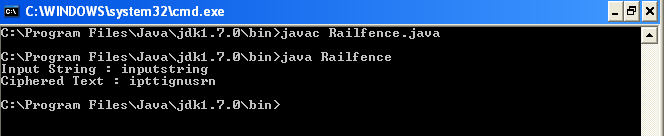 C:\WINDOWS\system32\cmd.exe
C:\Program Files\Java\jdk1.7.0\bin>javac Railfence.java
C:\Program Files\Java\jdk1.7.0\bin>java Railfence
Input String : inputstring
Ciphered Text : ipttignusrn
C:\Program Files\Java\jdk1.7.0\bin>